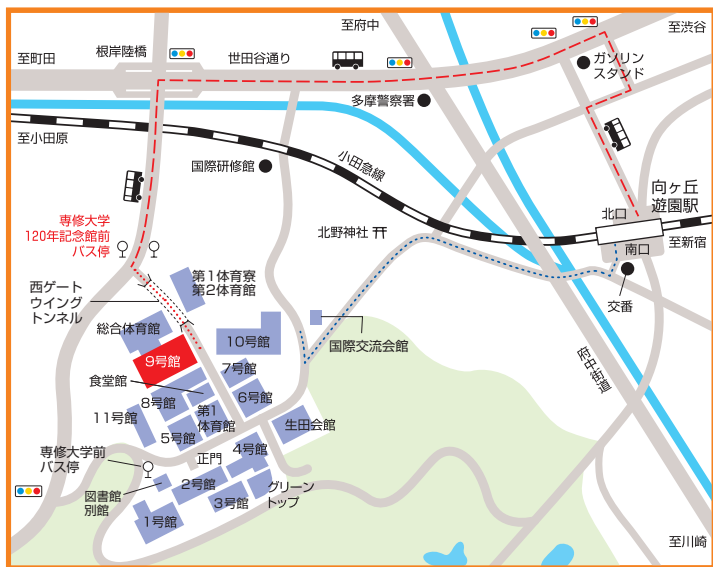 至府中
至渋谷
根岸陸橋
至町田
世田谷通り
ガソリン
スタンド
多摩警察署
至小田原
小田急線
国際研修館
向ヶ丘
遊園駅
北口
専修大学
120年記念館前
バス停
北野神社
至新宿
南口
第1体育寮
第2体育館
西ゲート
ウイング
トンネル
交番
総合体育館
10号館
国際交流会館
9号館
7号館
府中街道
食堂館
8号館
6号館
第1
体育館
11号館
生田会館
5号館
4号館
専修大学前
バス停
正門
2号館
グリーン
トップ
図書館
別館
3号館
1号館
至川崎